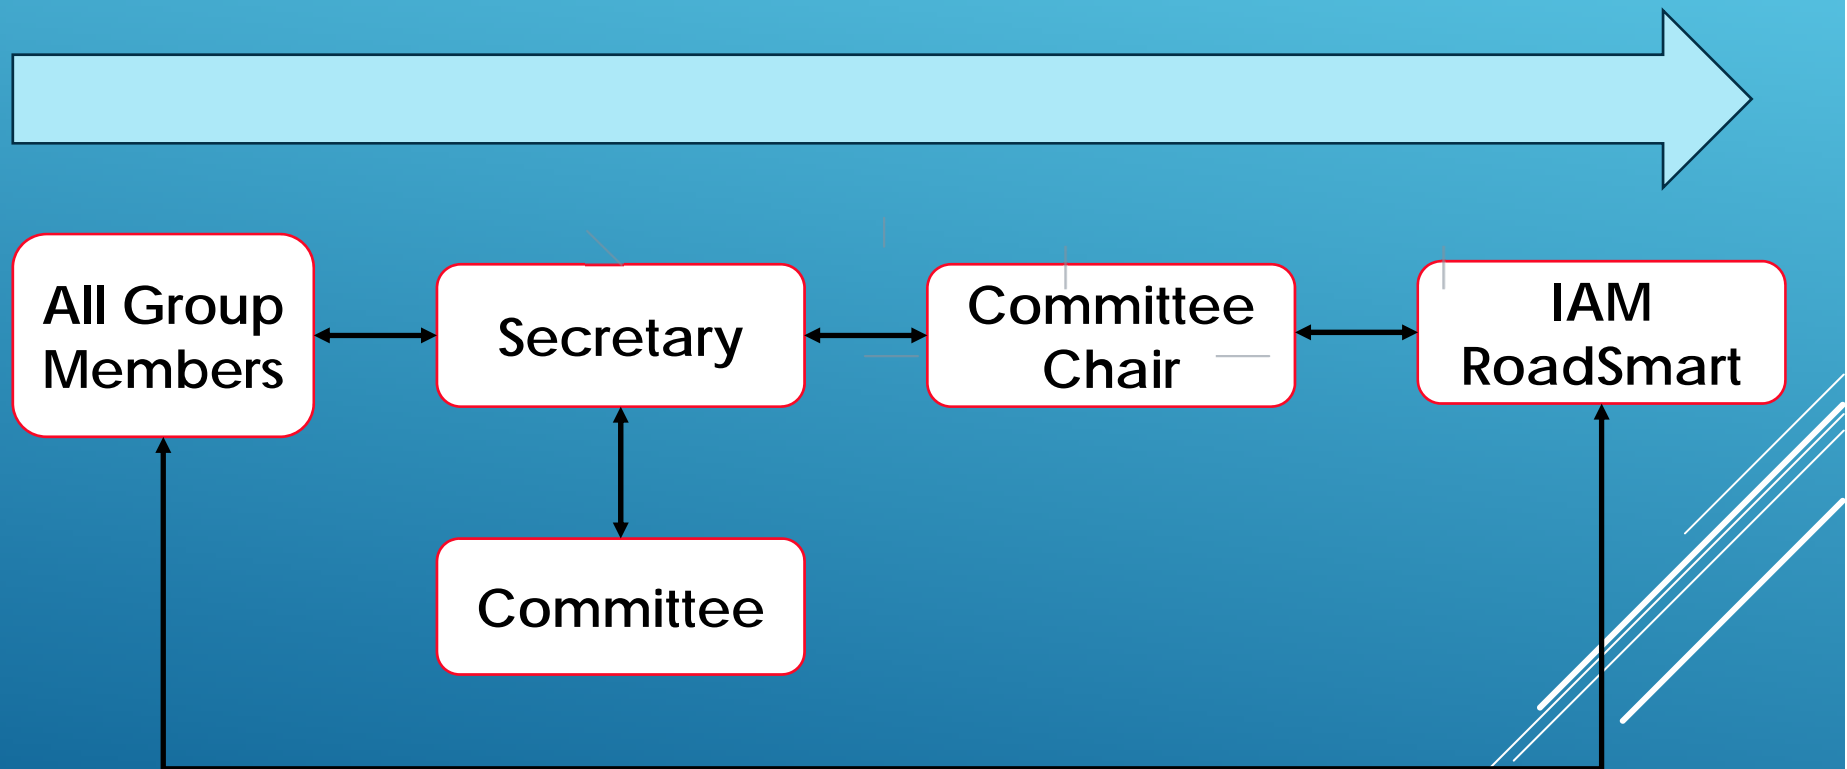 All Group
Members
Secretary
Committee
Chair
IAM
RoadSmart
Committee